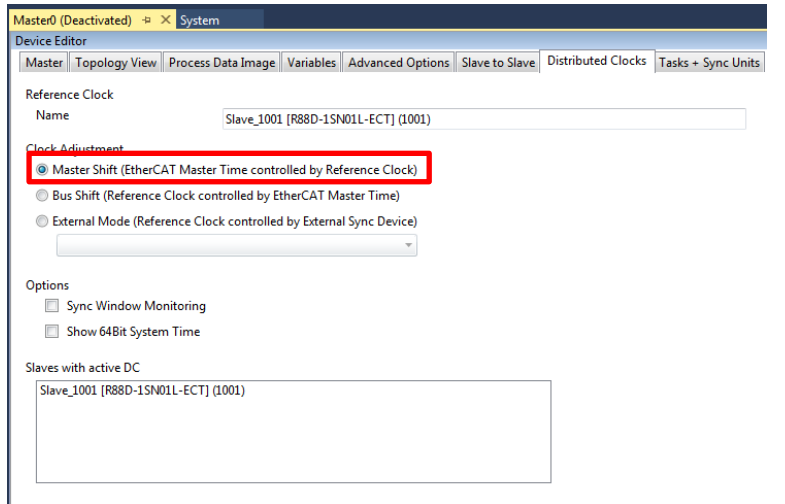 Master0 (Deactivated) System
Device Editor
Master Topology View Process Data Image Variables Advanced Options Slave to Slave Distributed Clocks Tasks + Sync Units
Reference Clock
Name Slave_1001 [R88D-1SN01L-ECT] (1001)
Clock Adjustment
Master Shift (EtherCAT Master Time controlled by Reference Clock)
Bus Shift (Reference Clock controlled by EtherCAT Master Time)
External Mode (Reference Clock controlled by External Sync Device)
Options
Sync Window Monitoring
Show 64Bit System Time
Slaves with active DC
Slave_1001 [R88D-1SN01L-ECT] (1001)